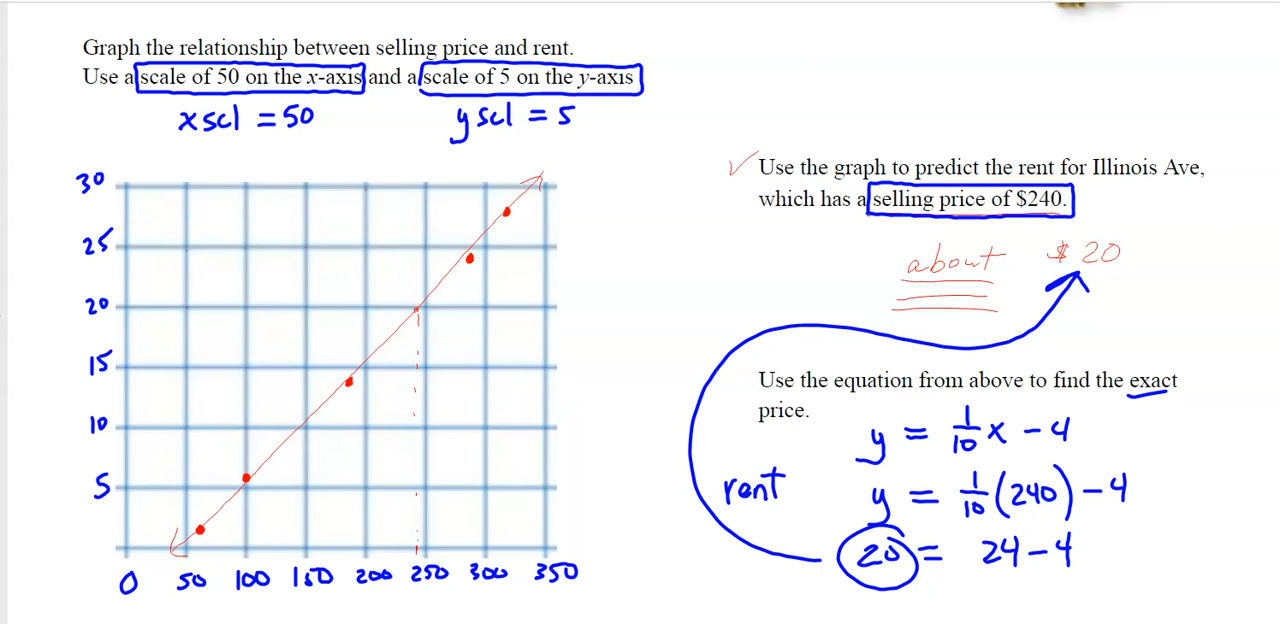 Graph the relationship between selling price and rent.
Use a scale of 50 on the x-axis and a scale of 5 on the y-axis
xscl = 50
yscl = 5
30
25
20
15
10
5
0 50 100 150 200 250 300 350
Use the graph to predict the rent for Illinois Ave,
which has a selling price of $240.
about $20
Use the equation from above to find the exact
price.
y = 1/10 x - 4
rent y = 1/10 (240) - 4
20 = 24 - 4